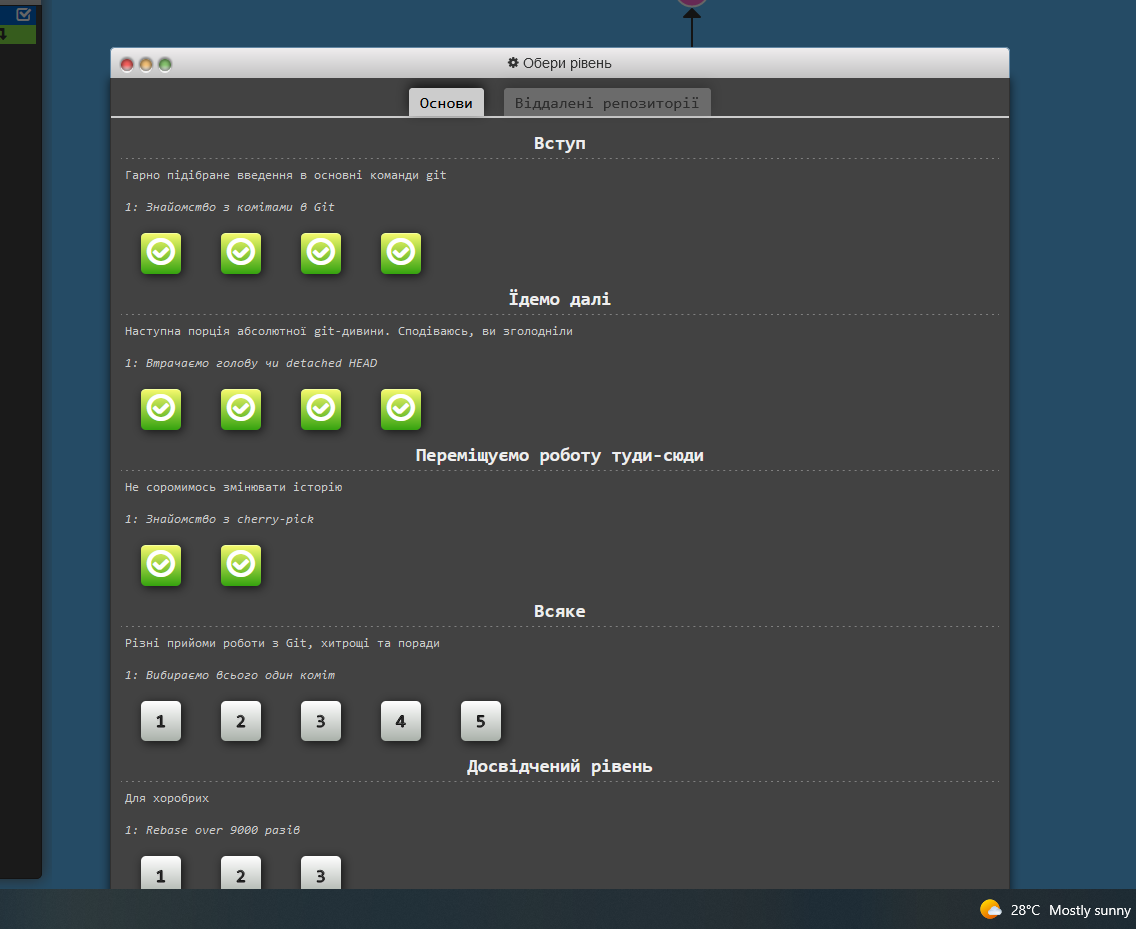 Обери рівень
Основи
Віддалені репозиторії
Вступ
Гарно підібране введення в основні команди git
1: Знайомство з комітами в Git
Їдемо далі
Наступна порція абсолютної git-дивини. Сподіваюсь, ви зголодніли
1: Втрачаємо голову чи detached HEAD
Переміщуємо роботу туди-сюди
Не соромимось змінювати історію
1: Знайомство з cherry-pick
Всяке
Різні прийоми роботи з Git, хитрощі та поради
1: Вибираємо всього один коміт
1 2 3 4 5
Досвідчений рівень
Для хоробрих
1: Rebase over 9000 разів
1 2 3
28°C Mostly sunny